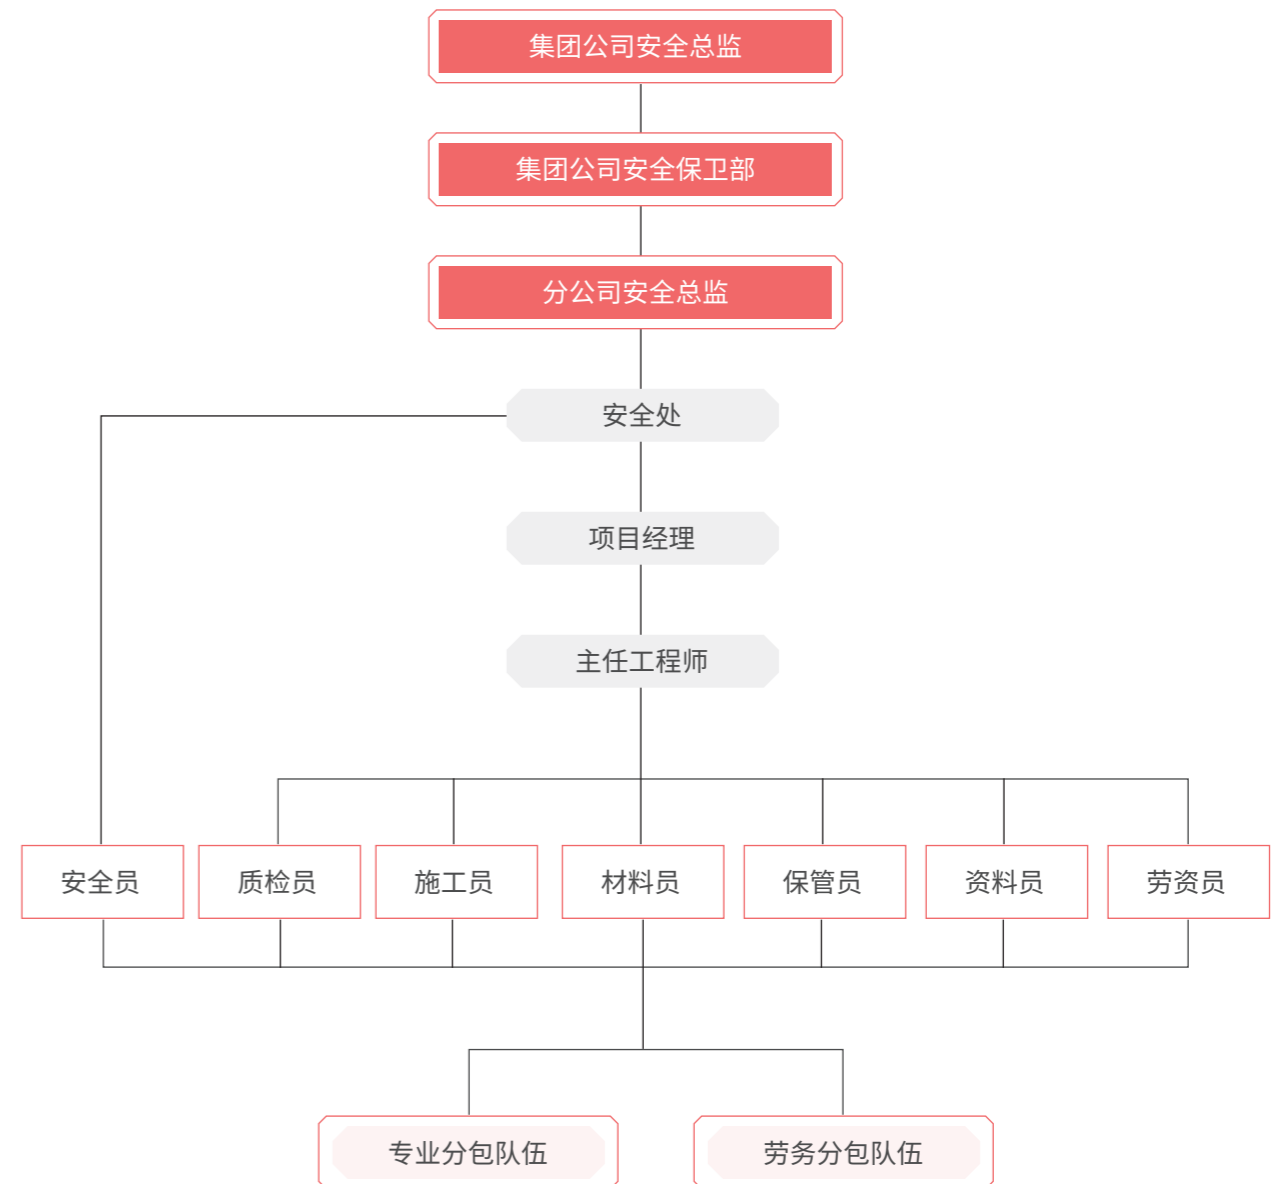 集团公司安全总监
集团公司安全保卫部
分公司安全总监
安全处
项目经理
主任工程师
安全员
质检员
施工员
材料员
保管员
资料员
劳资员
专业分包队伍
劳务分包队伍